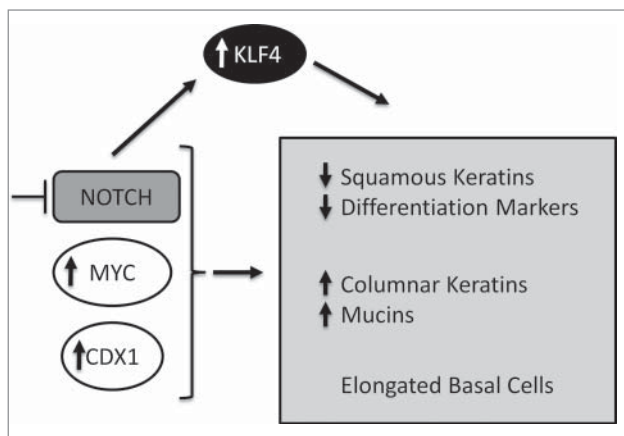 KLF4
NOTCH
MYC
CDX1
Squamous Keratins
Differentiation Markers
Columnar Keratins
Mucins
Elongated Basal Cells